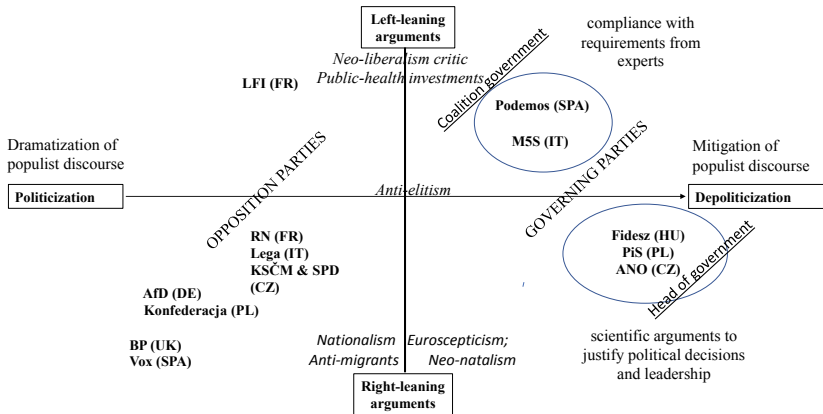 Left-leaning
arguments
compliance with
requirements from
experts
Neo-liberalism critic
Public-health investments
LFI (FR)
Coalition government
Podemos (SPA)
M5S (IT)
Dramatization of
populist discourse
OPPOSITION PARTIES
GOVERNING PARTIES
Mitigation of
populist discourse
Politicization
Anti-elitism
Depoliticization
RN (FR)
Lega (IT)
KSČM & SPD
(CZ)
Fidesz (HU)
PiS (PL)
ANO (CZ)
Head of government
AfD (DE)
Konfederacja (PL)
BP (UK)
Vox (SPA)
Nationalism Euroscepticism;
Anti-migrants Neo-natalism
scientific arguments to
justify political decisions
and leadership
Right-leaning
arguments